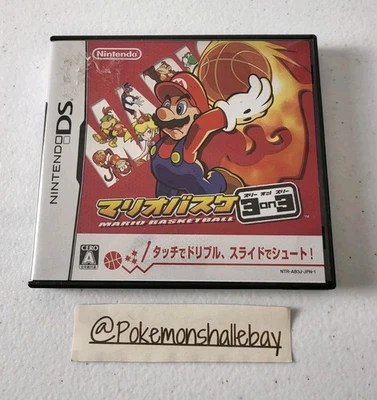 Nintendo
NINTENDO DS
マリオバスケ
スリー オン スリー
3on3
MARIO BASKETBALL
タッチでドリブル、スライドでシュート!
CERO
A
NTR-AB3J-JPN-1
@Pokemonshallebay